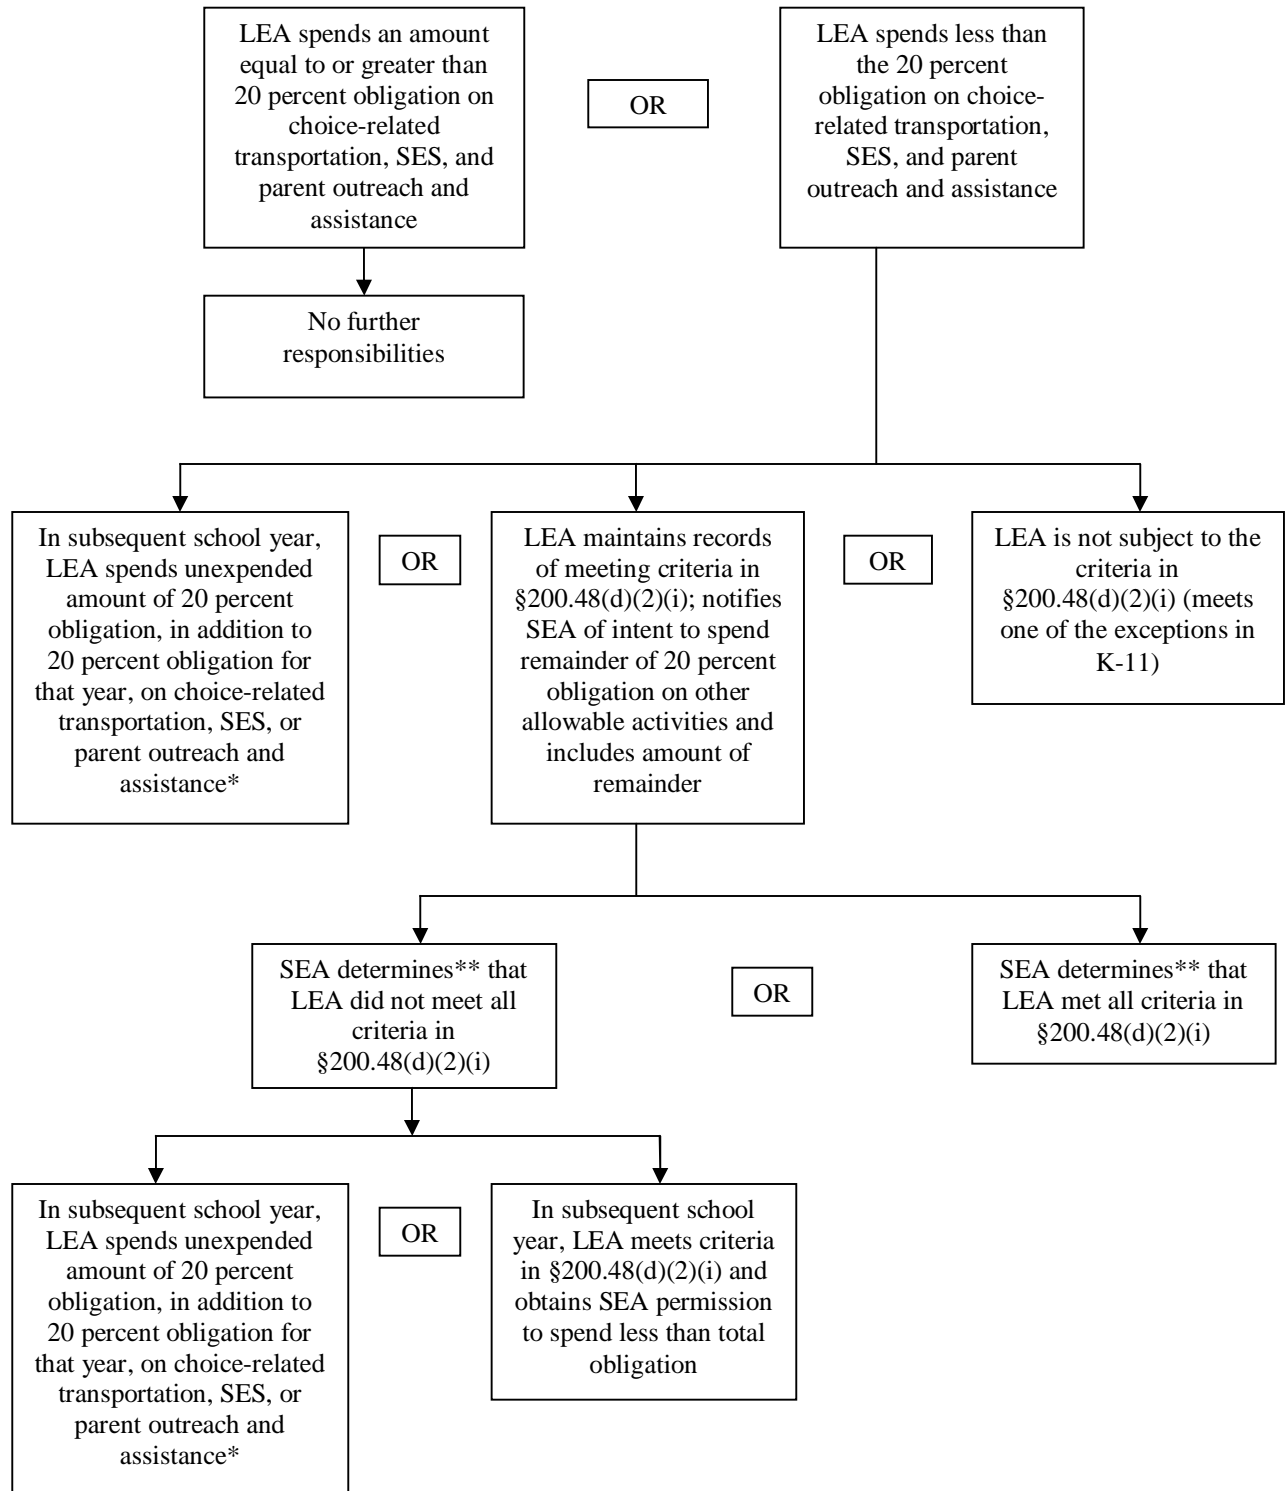 LEA spends an amount
equal to or greater than
20 percent obligation on
choice-related
transportation, SES, and
parent outreach and
assistance
OR
LEA spends less than
the 20 percent
obligation on choice-
related transportation,
SES, and parent
outreach and assistance
No further
responsibilities
In subsequent school year,
LEA spends unexpended
amount of 20 percent
obligation, in addition to
20 percent obligation for
that year, on choice-related
transportation, SES, or
parent outreach and
assistance*
OR
LEA maintains records
of meeting criteria in
§200.48(d)(2)(i); notifies
SEA of intent to spend
remainder of 20 percent
obligation on other
allowable activities and
includes amount of
remainder
OR
LEA is not subject to the
criteria in
§200.48(d)(2)(i) (meets
one of the exceptions in
K-11)
SEA determines** that
LEA did not meet all
criteria in
§200.48(d)(2)(i)
OR
SEA determines** that
LEA met all criteria in
§200.48(d)(2)(i)
In subsequent school year,
LEA spends unexpended
amount of 20 percent
obligation, in addition to
20 percent obligation for
that year, on choice-related
transportation, SES, or
parent outreach and
assistance*
OR
In subsequent school
year, LEA meets criteria
in §200.48(d)(2)(i) and
obtains SEA permission
to spend less than total
obligation